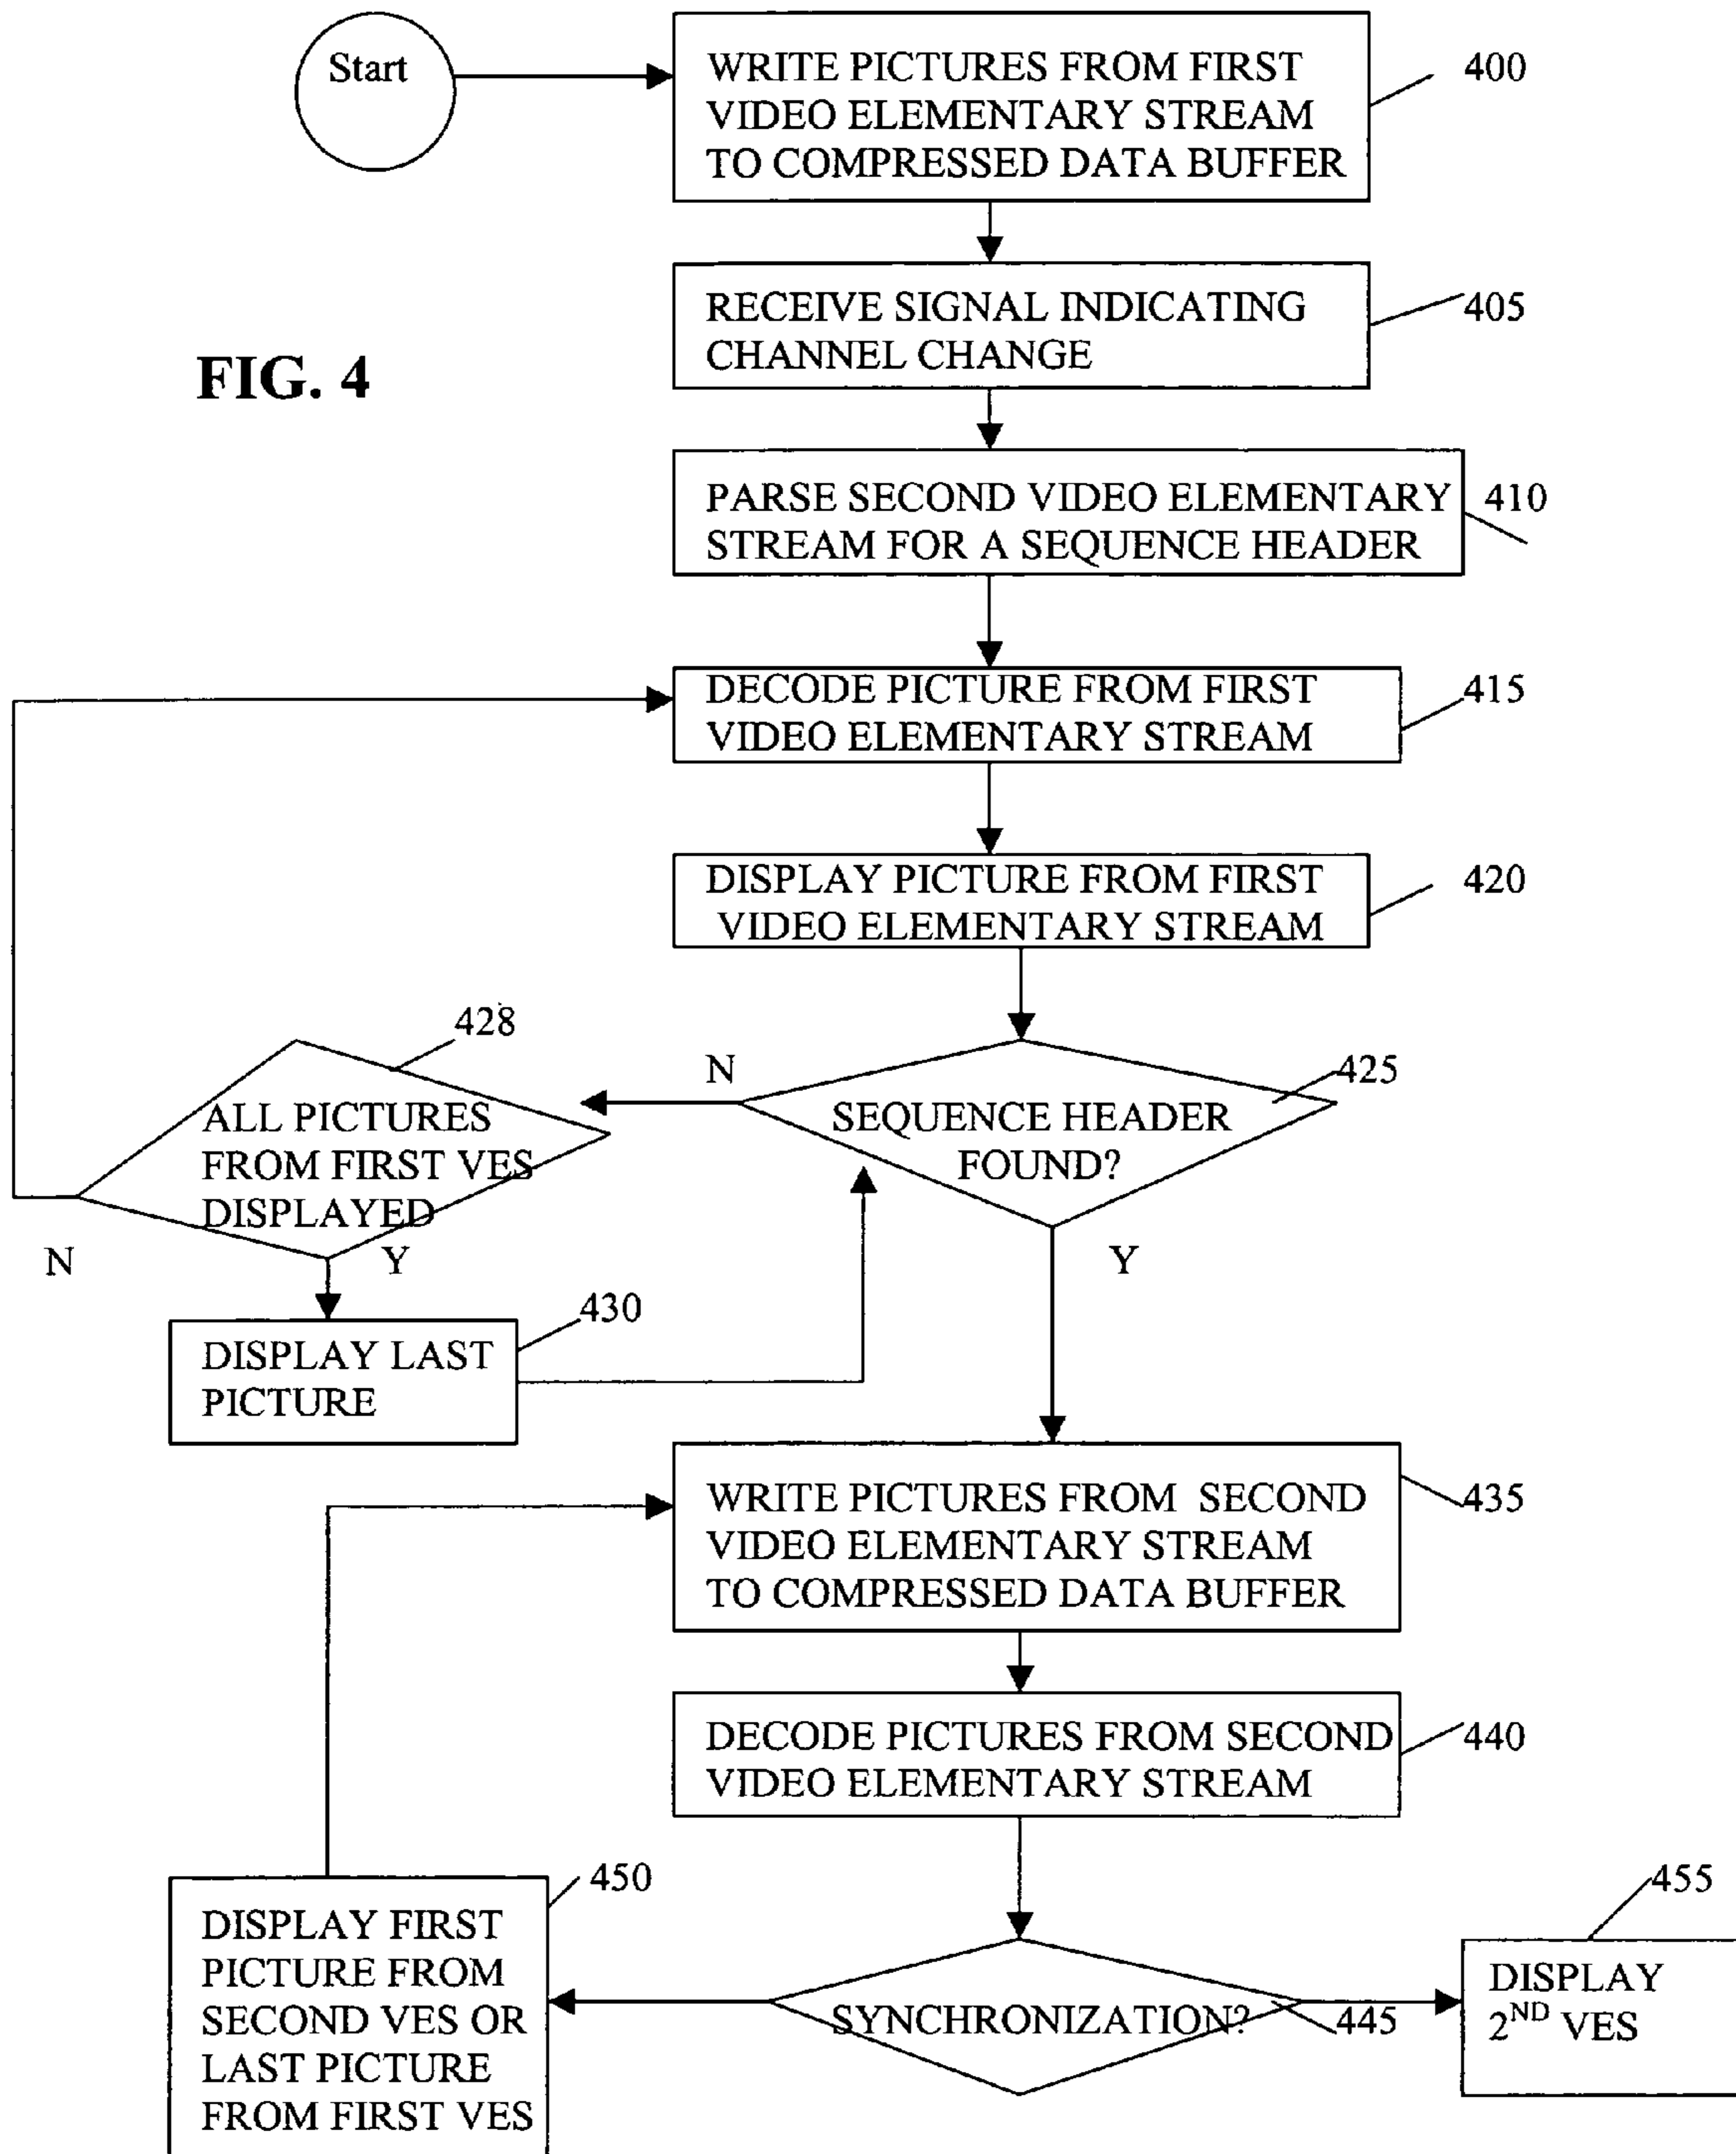 Start
WRITE PICTURES FROM FIRST
VIDEO ELEMENTARY STREAM
TO COMPRESSED DATA BUFFER
400
RECEIVE SIGNAL INDICATING
CHANNEL CHANGE
405
FIG. 4
PARSE SECOND VIDEO ELEMENTARY
STREAM FOR A SEQUENCE HEADER
410
DECODE PICTURE FROM FIRST
VIDEO ELEMENTARY STREAM
415
DISPLAY PICTURE FROM FIRST
VIDEO ELEMENTARY STREAM
420
428
N
425
ALL PICTURES
FROM FIRST VES
DISPLAYED
SEQUENCE HEADER
FOUND?
N
Y
Y
430
DISPLAY LAST
PICTURE
WRITE PICTURES FROM SECOND
VIDEO ELEMENTARY STREAM
TO COMPRESSED DATA BUFFER
435
DECODE PICTURES FROM SECOND
VIDEO ELEMENTARY STREAM
440
450
DISPLAY FIRST
PICTURE FROM
SECOND VES OR
LAST PICTURE
FROM FIRST VES
SYNCHRONIZATION?
445
455
DISPLAY
2ND VES